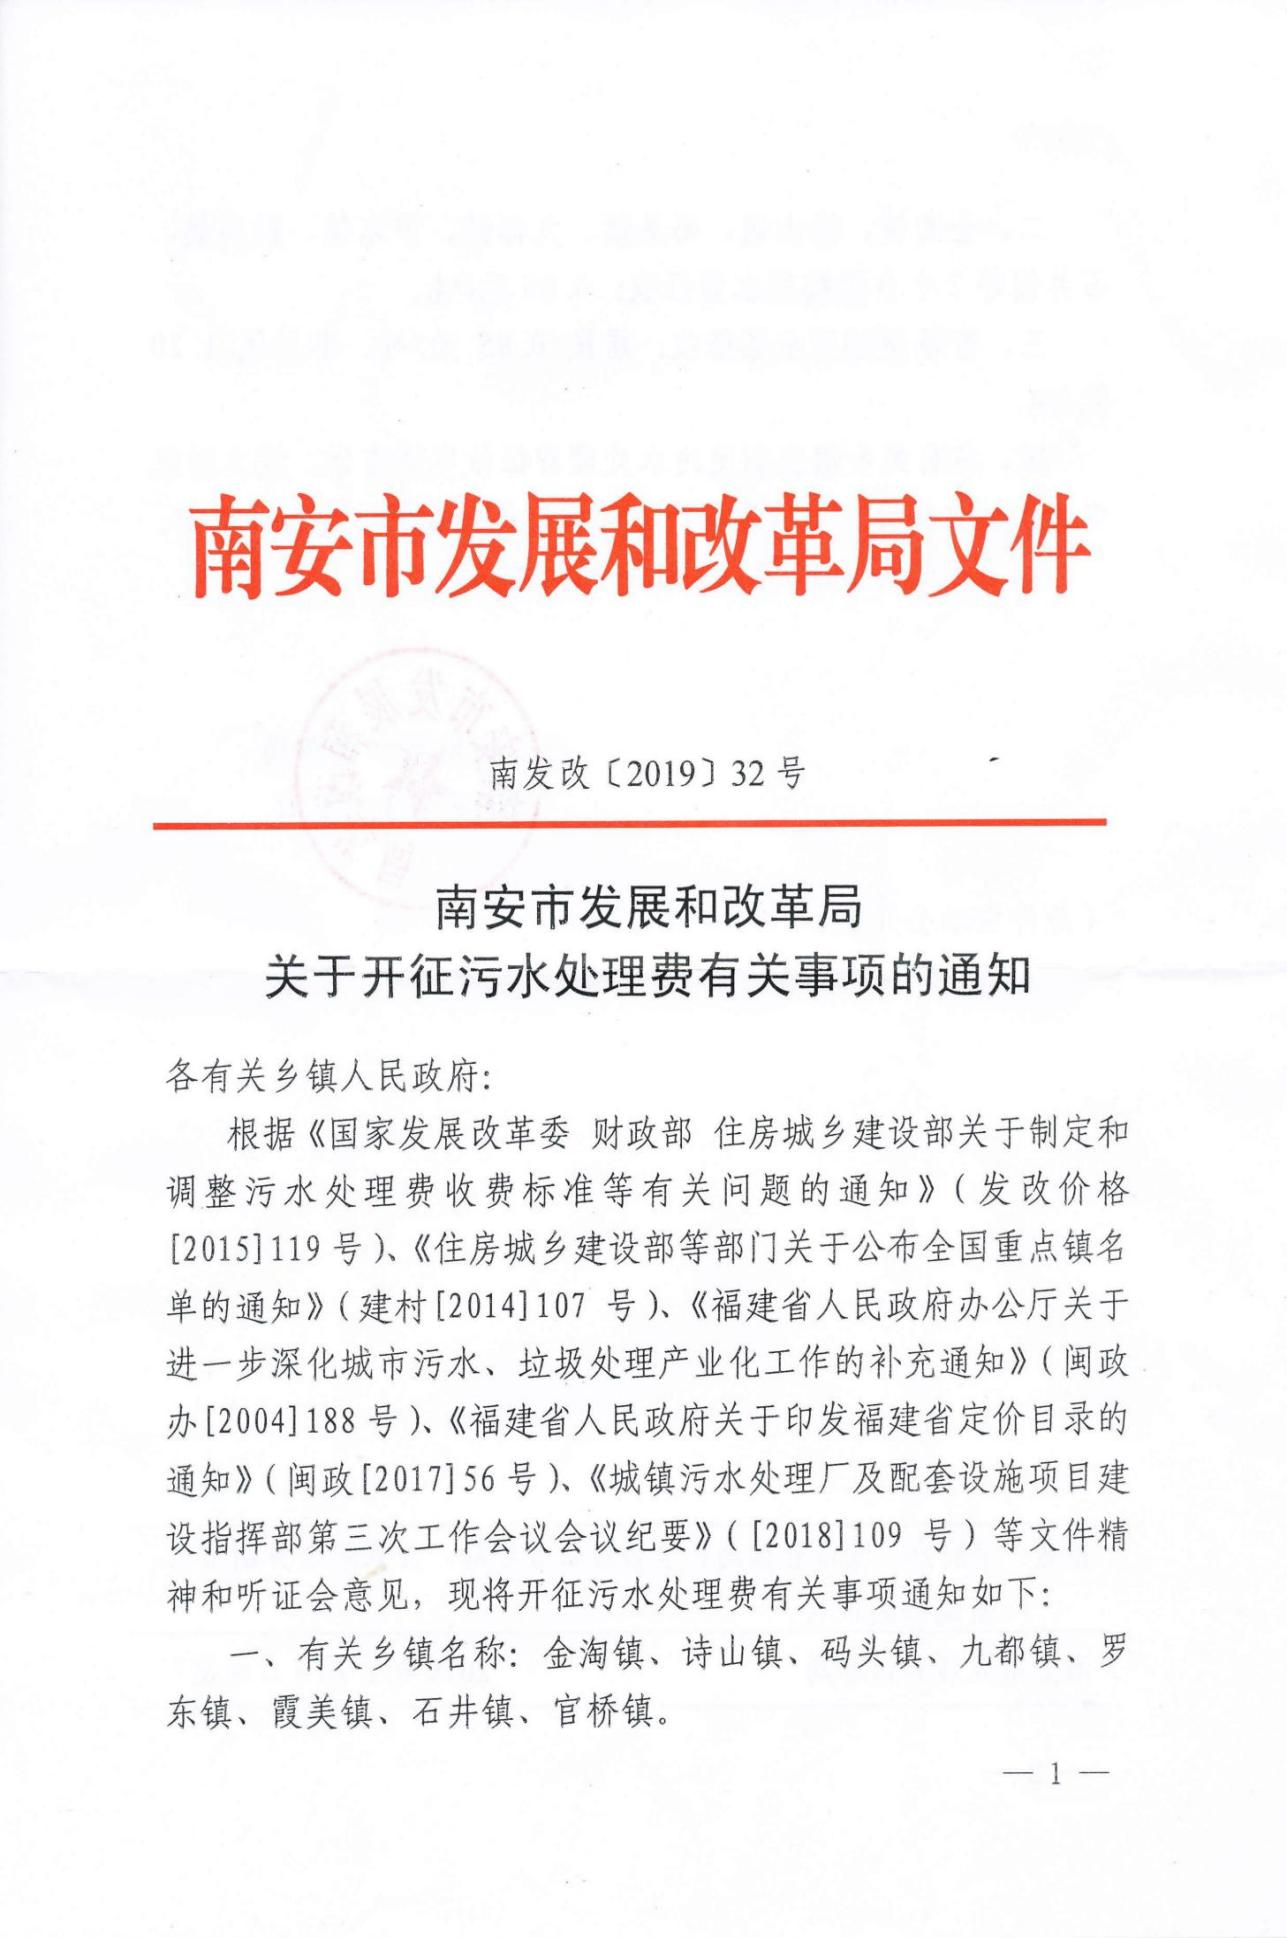 南安市发展和改革局文件
南发改〔2019〕32号
南安市发展和改革局
关于开征污水处理费有关事项的通知
各有关乡镇人民政府:
根据《国家发展改革委 财政部 住房城乡建设部关于制定和
调整污水处理费收费标准等有关问题的通知》(发改价格
[2015]119号)、《住房城乡建设部等部门关于公布全国重点镇名
单的通知》(建村[2014]107 号)、《福建省人民政府办公厅关于
进一步深化城市污水、垃圾处理产业化工作的补充通知》(闽政
办[2004]188号)、《福建省人民政府关于印发福建省定价目录的
通知》(闽政[2017]56号)、《城镇污水处理厂及配套设施项目建
设指挥部第三次工作会议会议纪要》([2018]109 号)等文件精
神和听证会意见,现将开征污水处理费有关事项通知如下:
一、有关乡镇名称:金淘镇、诗山镇、码头镇、九都镇、罗
东镇、霞美镇、石井镇、官桥镇。
— 1 —